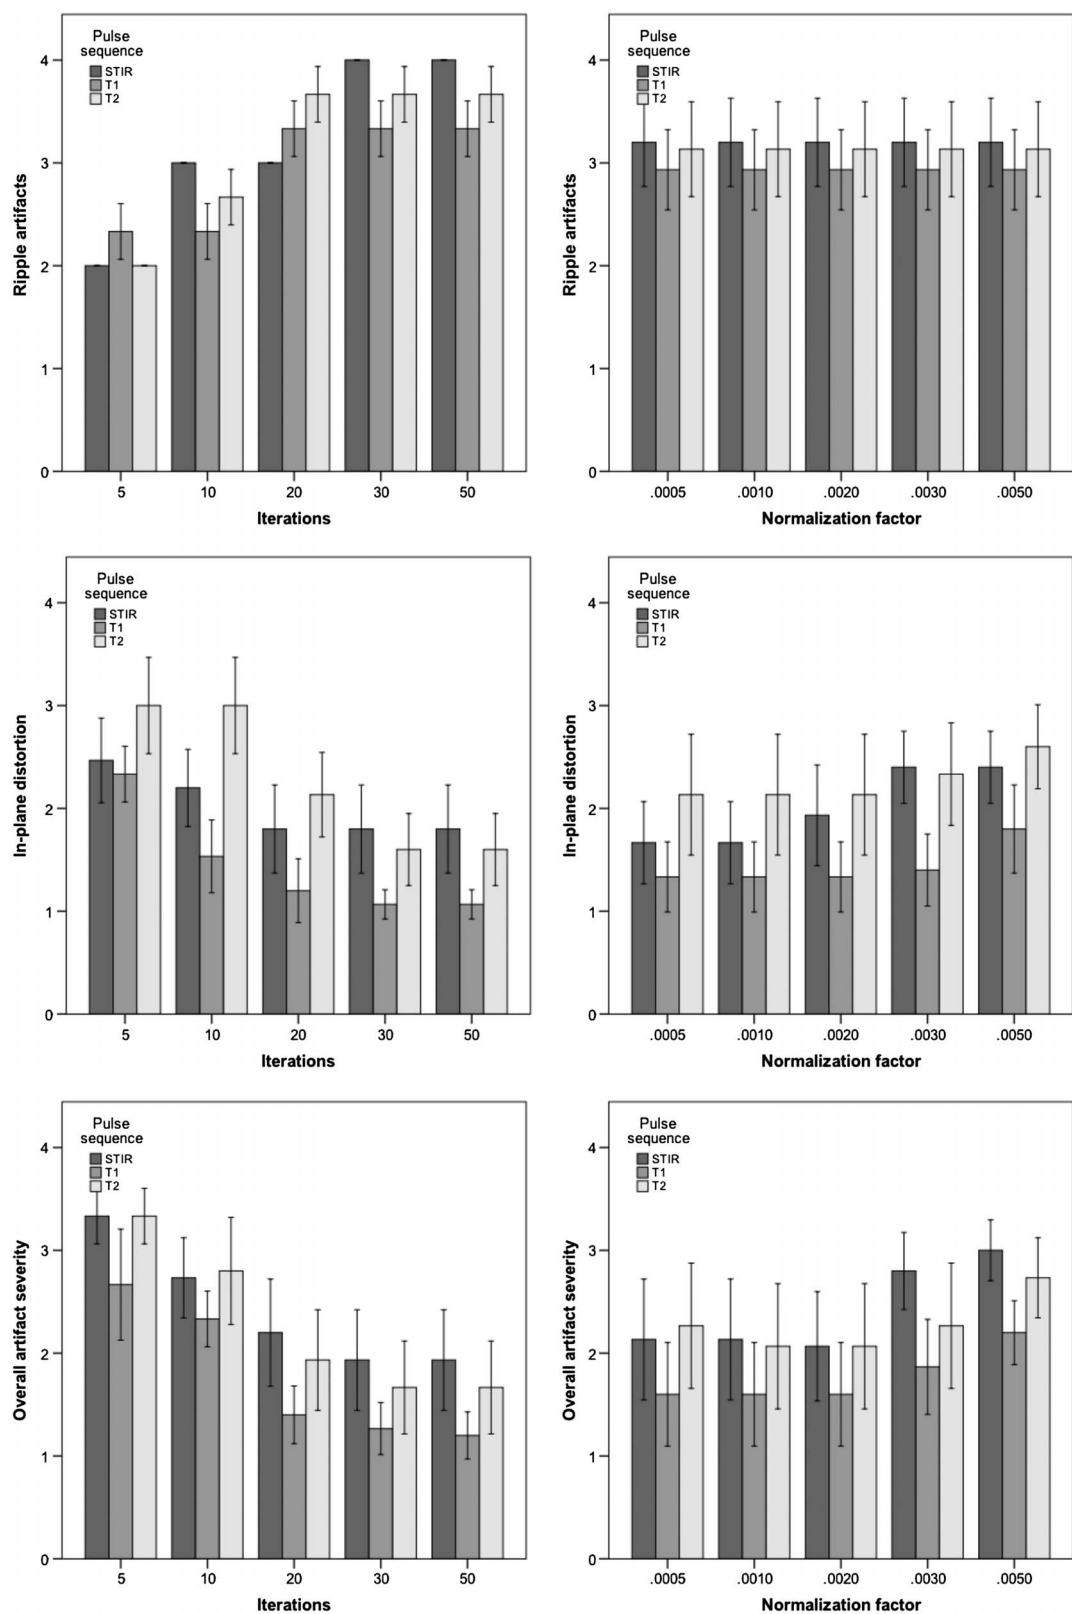 Pulse
sequence
STIR
T1
T2
4
3
2
1
0
Ripple artifacts
5 10 20 30 50
Iterations
Pulse
sequence
STIR
T1
T2
4
3
2
1
0
Ripple artifacts
.0005 .0010 .0020 .0030 .0050
Normalization factor
Pulse
sequence
STIR
T1
T2
4
3
2
1
0
In-plane distortion
5 10 20 30 50
Iterations
Pulse
sequence
STIR
T1
T2
4
3
2
1
0
In-plane distortion
.0005 .0010 .0020 .0030 .0050
Normalization factor
Pulse
sequence
STIR
T1
T2
4
3
2
1
0
Overall artifact severity
5 10 20 30 50
Iterations
Pulse
sequence
STIR
T1
T2
4
3
2
1
0
Overall artifact severity
.0005 .0010 .0020 .0030 .0050
Normalization factor